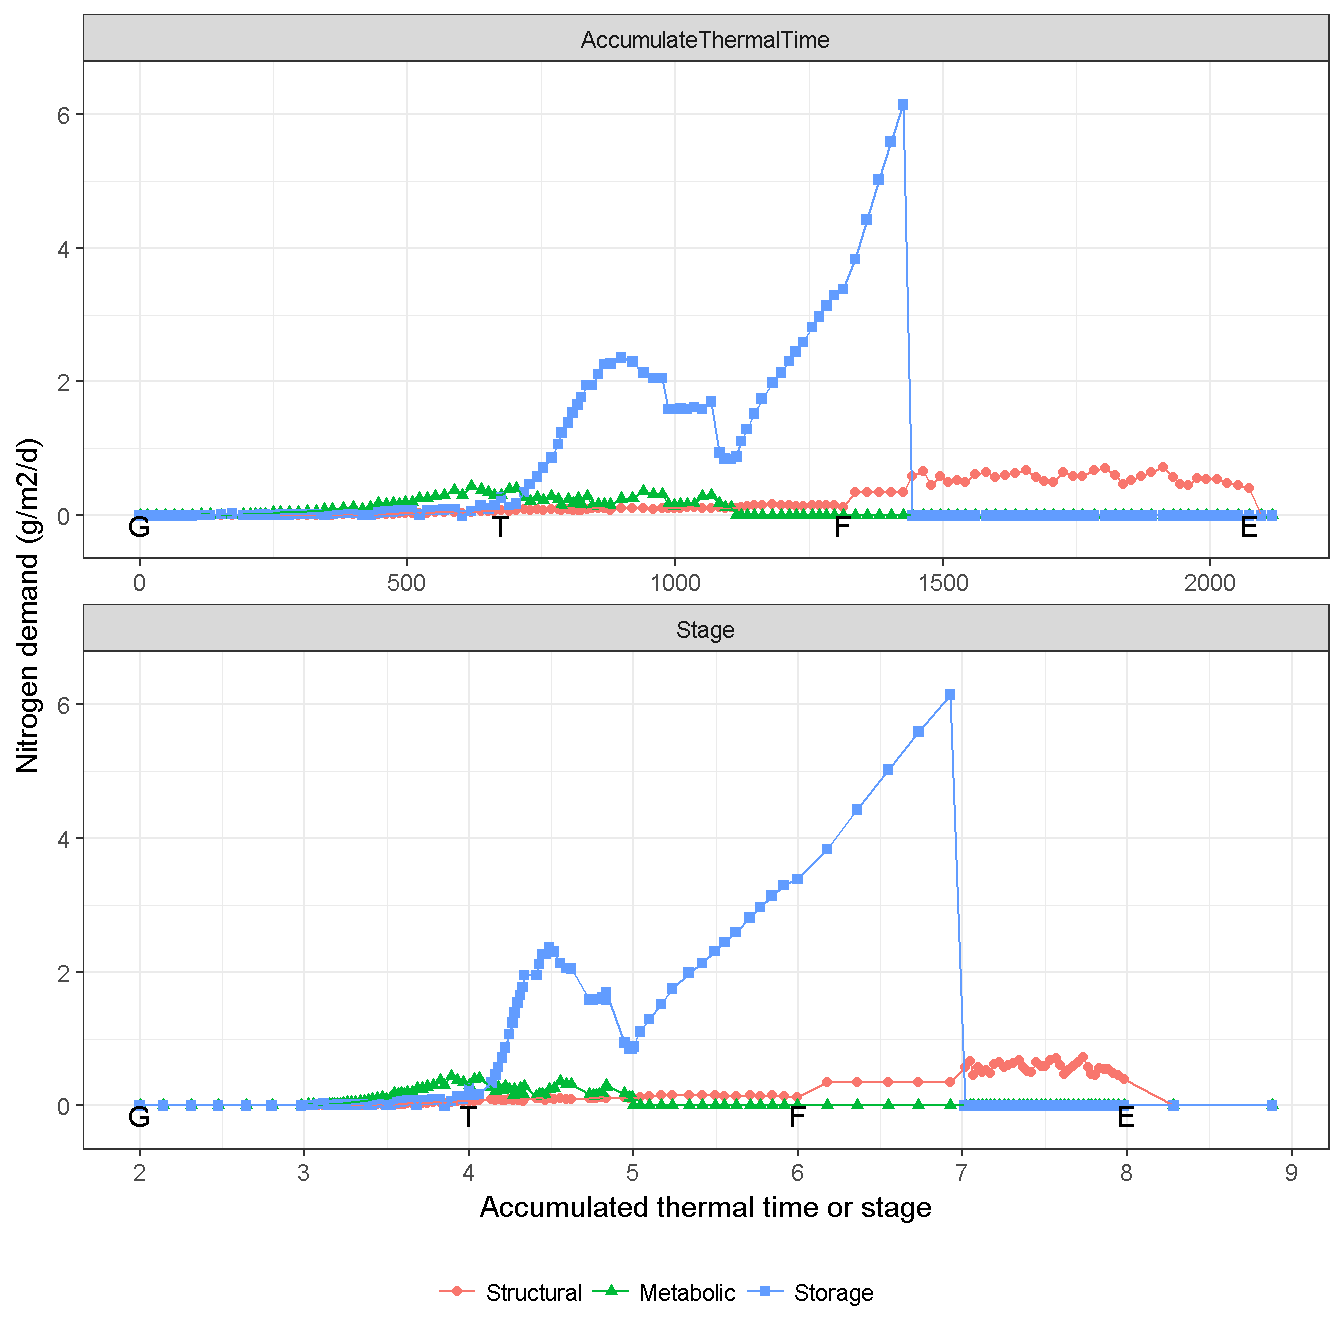 AccumulateThermalTime
6
4
2
0
G T F E
0 500 1000 1500 2000
Nitrogen demand (g/m2/d)
Stage
6
4
2
0
G T F E
2 3 4 5 6 7 8 9
Accumulated thermal time or stage
Structural Metabolic Storage